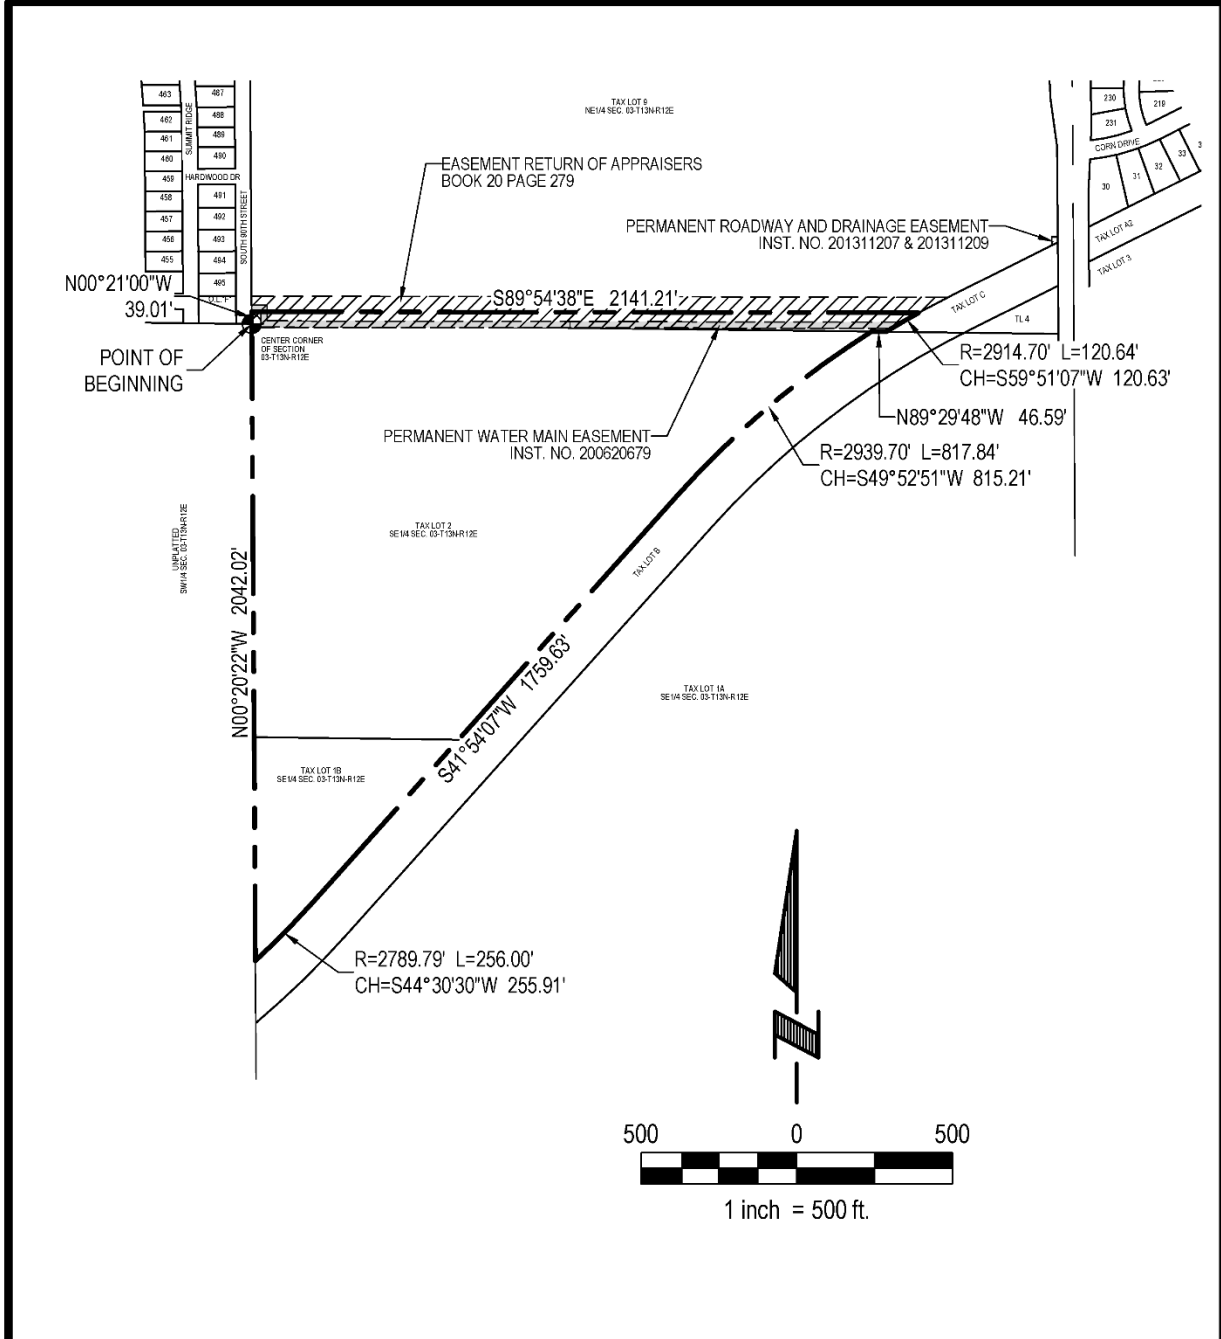 463
462
461
460
459
458
457
456
455
SUMMIT RIDGE
487
488
489
490
HARDWOOD DR
491
492
493
494
495
O.L. "F"
SOUTH 90TH STREET
TAX LOT 9
NE1/4 SEC. 03-T13N-R12E
EASEMENT RETURN OF APPRAISERS
BOOK 20 PAGE 279
PERMANENT ROADWAY AND DRAINAGE EASEMENT
INST. NO. 201311207 & 201311209
230
231
219
CORN DRIVE
30
31
32
33
TAX LOT A2
TAX LOT 3
TAX LOT C
TL 4
N00°21'00"W
39.01'
S89°54'38"E 2141.21'
POINT OF
BEGINNING
CENTER CORNER
OF SECTION
03-T13N-R12E
R=2914.70' L=120.64'
CH=S59°51'07"W 120.63'
N89°29'48"W 46.59'
PERMANENT WATER MAIN EASEMENT
INST. NO. 200620679
R=2939.70' L=817.84'
CH=S49°52'51"W 815.21'
UNPLATTED
SW1/4 SEC. 03-T13N-R12E
TAX LOT 2
SE1/4 SEC. 03-T13N-R12E
TAX LOT B
N00°20'22"W 2042.02'
S41°54'07"W 1759.63'
TAX LOT 1A
SE1/4 SEC. 03-T13N-R12E
TAX LOT 1B
SE1/4 SEC. 03-T13N-R12E
R=2789.79' L=256.00'
CH=S44°30'30"W 255.91'
500 0 500
1 inch = 500 ft.